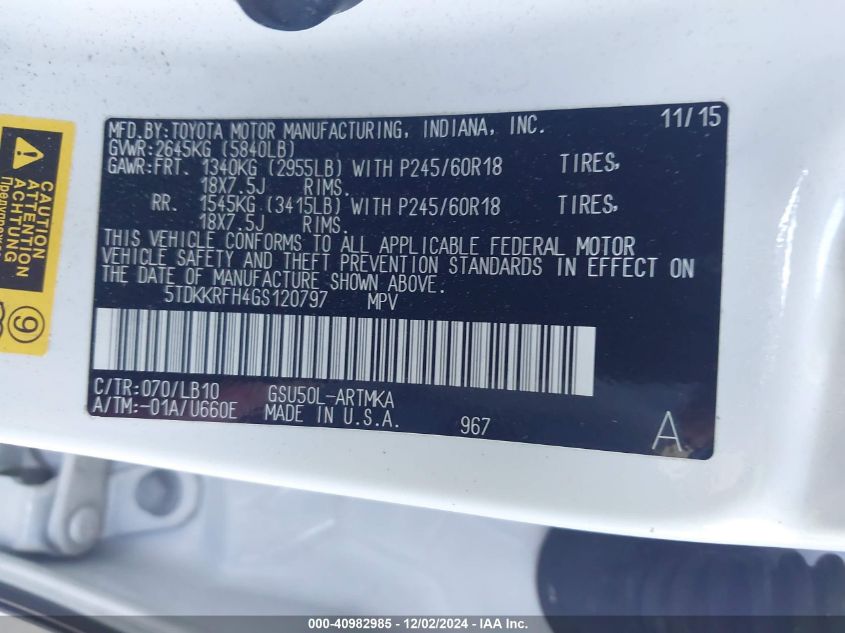 MFD.BY:TOYOTA MOTOR MANUFACTURING, INDIANA, INC. 11/15
GVWR:2645KG (5840LB)
GAWR:FRT. 1340KG (2955LB) WITH P245/60R18 TIRES,
18X7.5J RIMS.
RR. 1545KG (3415LB) WITH P245/60R18 TIRES,
18X7.5J RIMS.
THIS VEHICLE CONFORMS TO ALL APPLICABLE FEDERAL MOTOR
VEHICLE SAFETY AND THEFT PREVENTION STANDARDS IN EFFECT ON
THE DATE OF MANUFACTURE SHOWN ABOVE.
5TDKKRFH4GS120797 MPV
C/TR:070/LB10 GSU50L-ARTMKA
A/TM:-01A/U660E MADE IN U.S.A. 967 A
CAUTION
ATTENTION
ACHTUNG
9
000-40982985 - 12/02/2024 - IAA Inc.